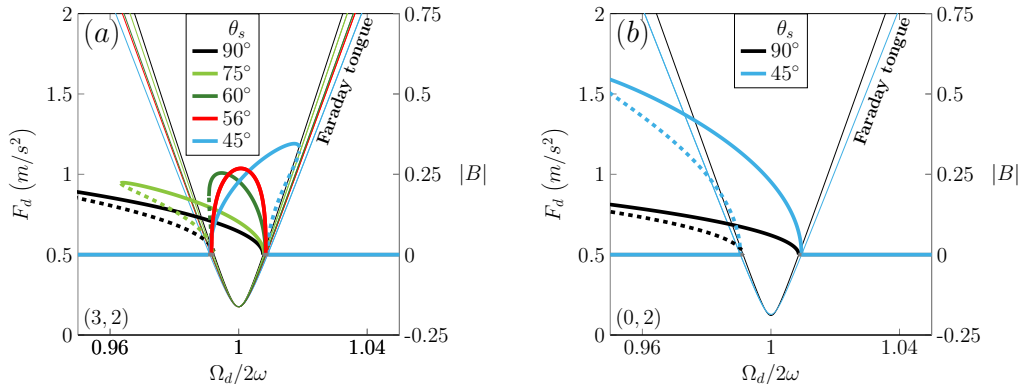 (a)
θs
90°
75°
60°
56°
45°
Faraday tongue
2
1.5
1
0.5
0
0.75
0.5
0.25
0
-0.25
Fd (m/s²)
|B|
(3, 2)
0.96
1
1.04
Ωd/2ω
(b)
θs
90°
45°
Faraday tongue
2
1.5
1
0.5
0
0.75
0.5
0.25
0
-0.25
Fd (m/s²)
|B|
(0, 2)
0.96
1
1.04
Ωd/2ω